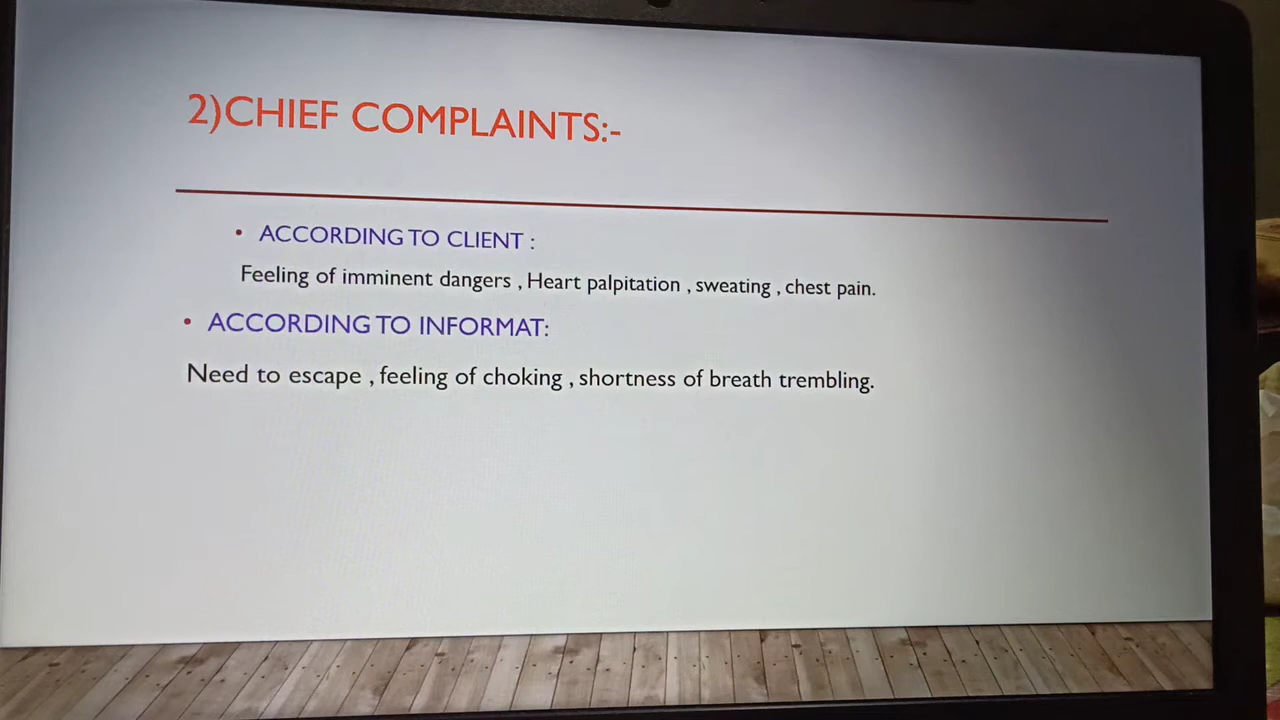 2)CHIEF COMPLAINTS:-
• ACCORDING TO CLIENT :
Feeling of imminent dangers , Heart palpitation , sweating , chest pain.
• ACCORDING TO INFORMAT:
Need to escape , feeling of choking , shortness of breath trembling.